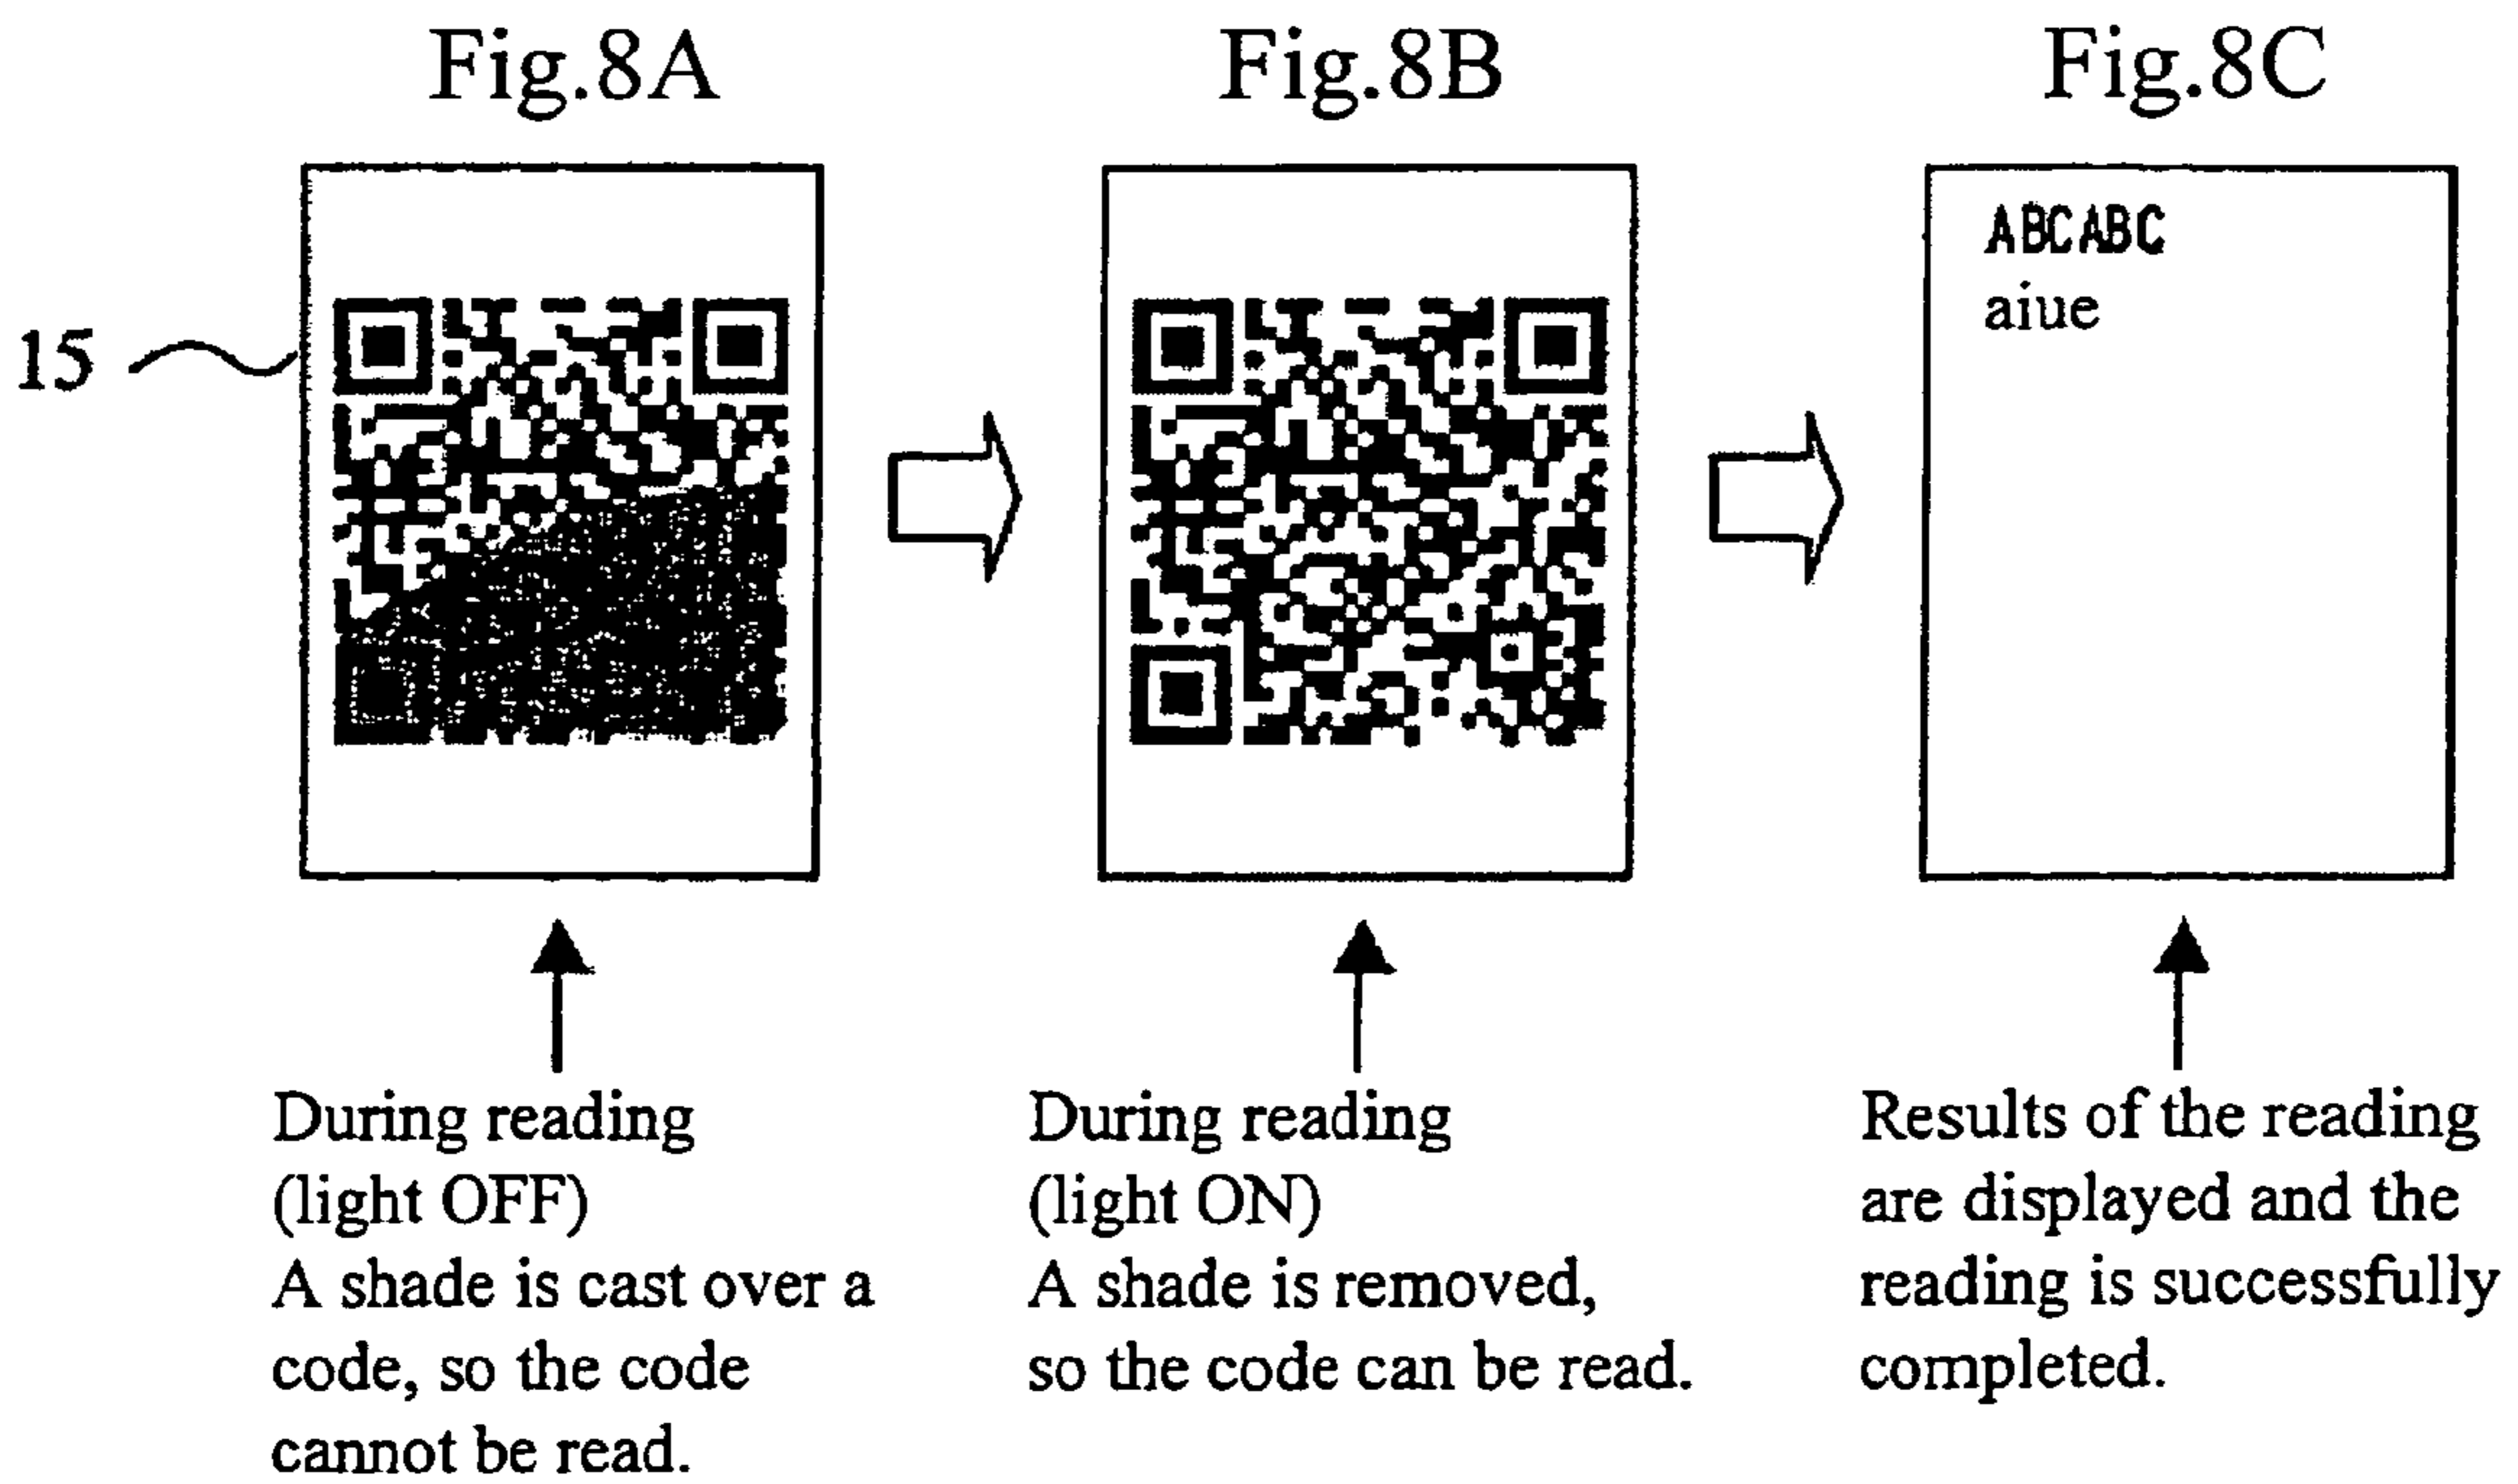 Fig.8A
Fig.8B
Fig.8C
15
ABCABC
aiue
During reading
(light OFF)
A shade is cast over a
code, so the code
cannot be read.
During reading
(light ON)
A shade is removed,
so the code can be read.
Results of the reading
are displayed and the
reading is successfully
completed.